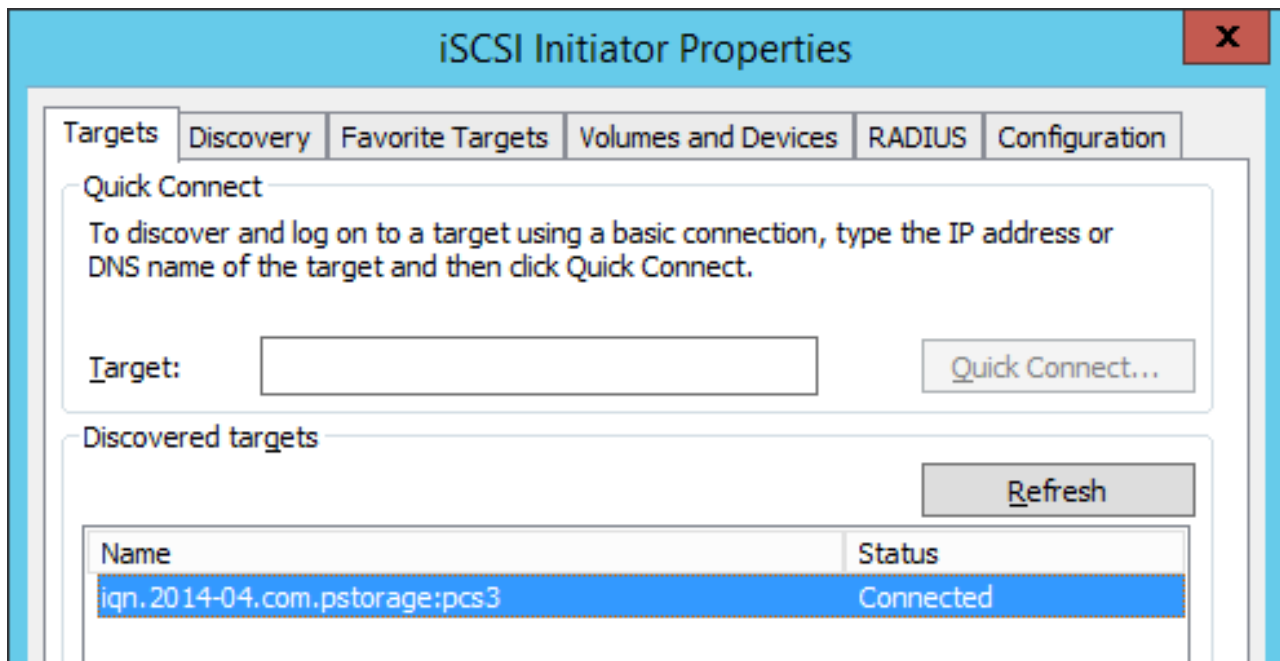 iSCSI Initiator Properties
x
Targets Discovery Favorite Targets Volumes and Devices RADIUS Configuration
Quick Connect
To discover and log on to a target using a basic connection, type the IP address or
DNS name of the target and then click Quick Connect.
Target: Quick Connect...
Discovered targets
Refresh
Name Status
iqn.2014-04.com.pstorage:pcs3 Connected